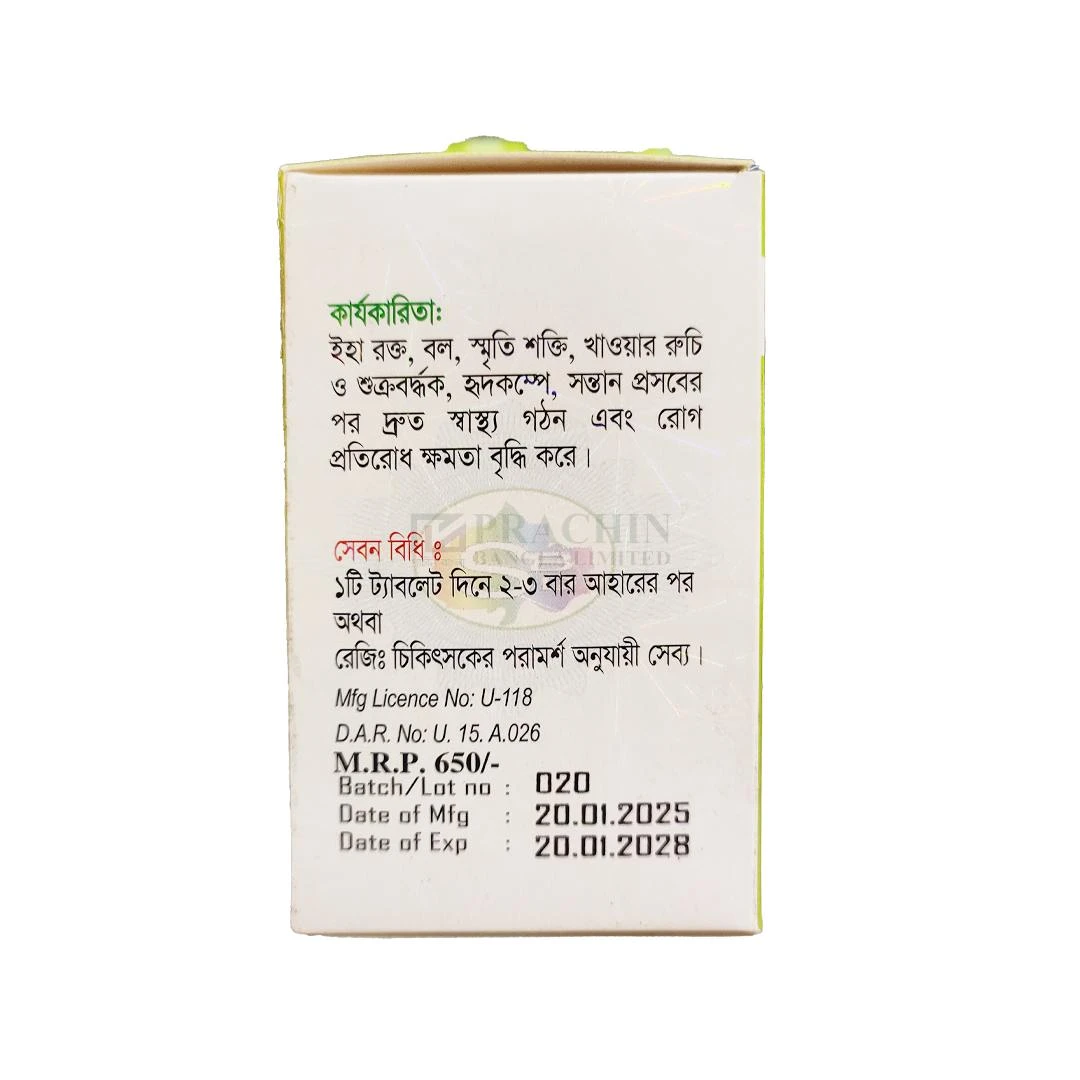 কার্যকারিতা:
ইহা রক্ত, বল, স্মৃতি শক্তি, খাওয়ার রুচি
ও শুক্রবর্দ্ধক, হৃদকম্পে, সন্তান প্রসবের
পর দ্রুত স্বাস্থ্য গঠন এবং রোগ
প্রতিরোধ ক্ষমতা বৃদ্ধি করে।
PRACHIN
BANGLA LIMITED
সেবন বিধি ঃ
১টি ট্যাবলেট দিনে ২-৩ বার আহারের পর
অথবা
রেজিঃ চিকিৎসকের পরামর্শ অনুযায়ী সেব্য।
Mfg Licence No: U-118
D.A.R. No: U. 15. A.026
M.R.P. 650/-
Batch/Lot no : 020
Date of Mfg : 20.01.2025
Date of Exp : 20.01.2028